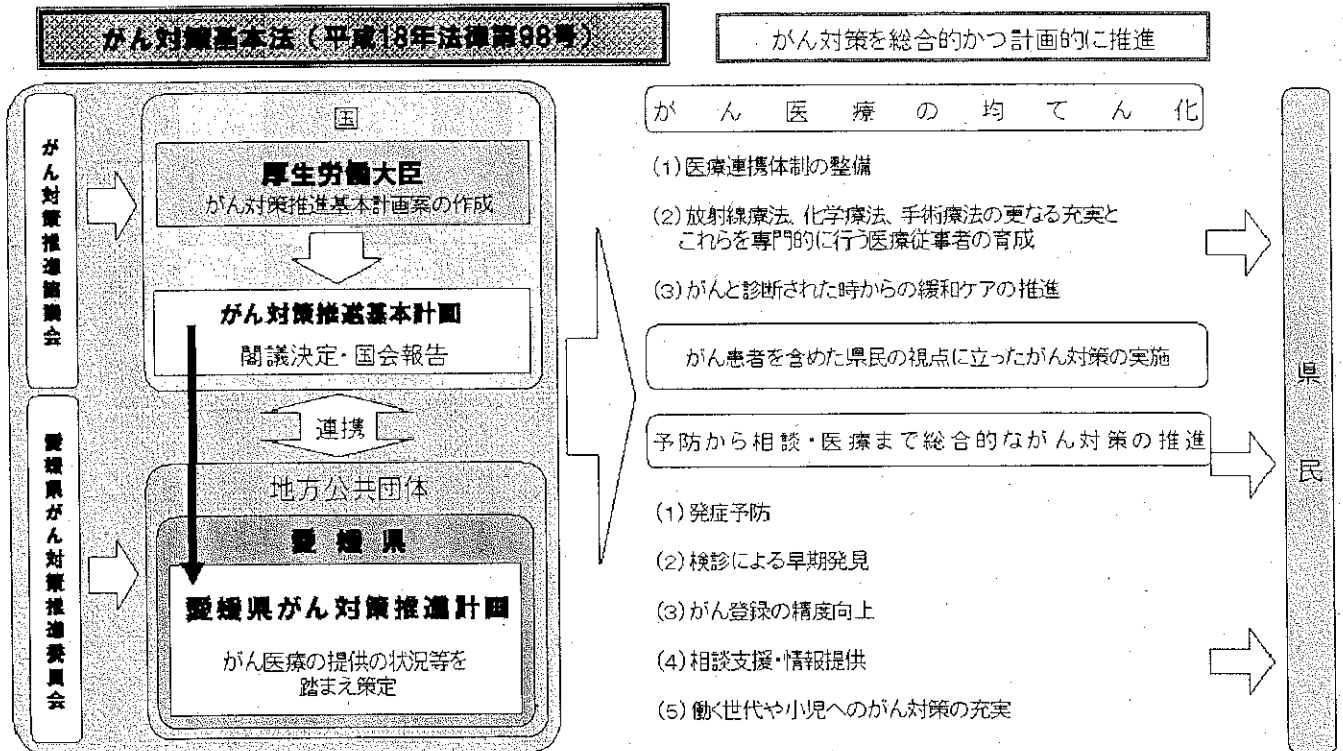 がん対策基本法(平成18年法律第98号)
がん対策を総合的かつ計画的に推進
がん対策推進協議会
国
厚生労働大臣
がん対策推進基本計画案の作成
がん対策推進基本計画
閣議決定・国会報告
連携
愛媛県がん対策推進委員会
地方公共団体
愛媛県
愛媛県がん対策推進計画
がん医療の提供の状況等を
踏まえ策定
がん医療の均てん化
(1)医療連携体制の整備
(2)放射線療法、化学療法、手術療法の更なる充実と
これらを専門的に行う医療従事者の育成
(3)がんと診断された時からの緩和ケアの推進
がん患者を含めた県民の視点に立ったがん対策の実施
予防から相談・医療まで総合的ながん対策の推進
(1)発症予防
(2)検診による早期発見
(3)がん登録の精度向上
(4)相談支援・情報提供
(5)働く世代や小児へのがん対策の充実
県民